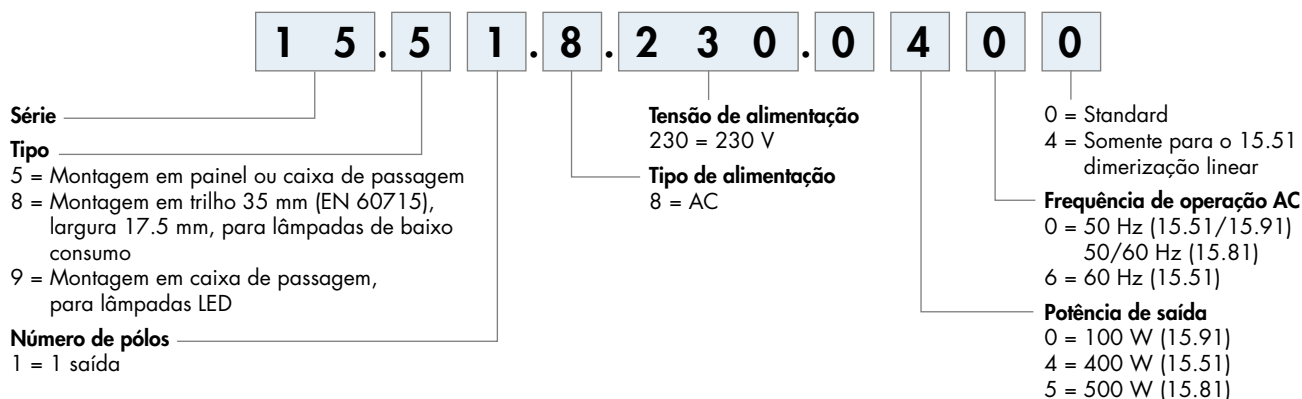 1 5.5 1.8.2 3 0.0 4 0 0
Série
Tipo
5 = Montagem em painel ou caixa de passagem
8 = Montagem em trilho 35 mm (EN 60715),
largura 17.5 mm, para lâmpadas de baixo
consumo
9 = Montagem em caixa de passagem,
para lâmpadas LED
Número de pólos
1 = 1 saída
Tensão de alimentação
230 = 230 V
Tipo de alimentação
8 = AC
0 = Standard
4 = Somente para o 15.51
dimerização linear
Frequência de operação AC
0 = 50 Hz (15.51/15.91)
50/60 Hz (15.81)
6 = 60 Hz (15.51)
Potência de saída
0 = 100 W (15.91)
4 = 400 W (15.51)
5 = 500 W (15.81)